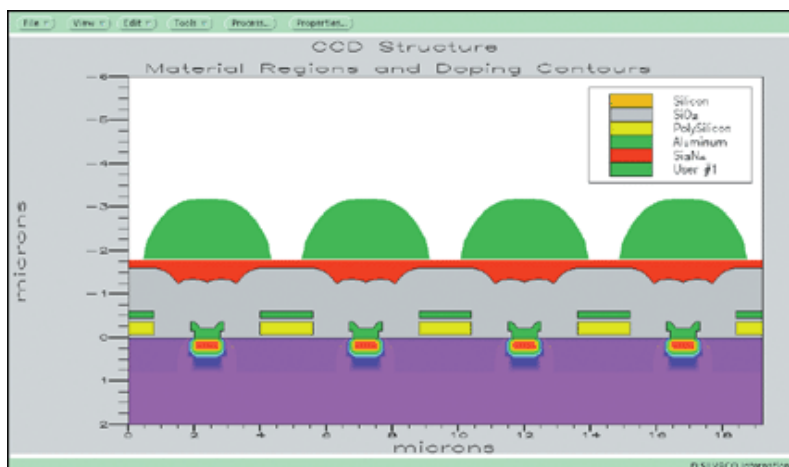 File View Edit Tools Process... Properties...
CCD Structure
Material Regions and Doping Contours
Silicon
SiO₂
PolySilicon
Aluminum
Si₃N₄
User #1
microns
-6
-5
-4
-3
-2
-1
0
1
2
0 2 4 6 8 10 12 14 16 18
microns
© SILVACO International